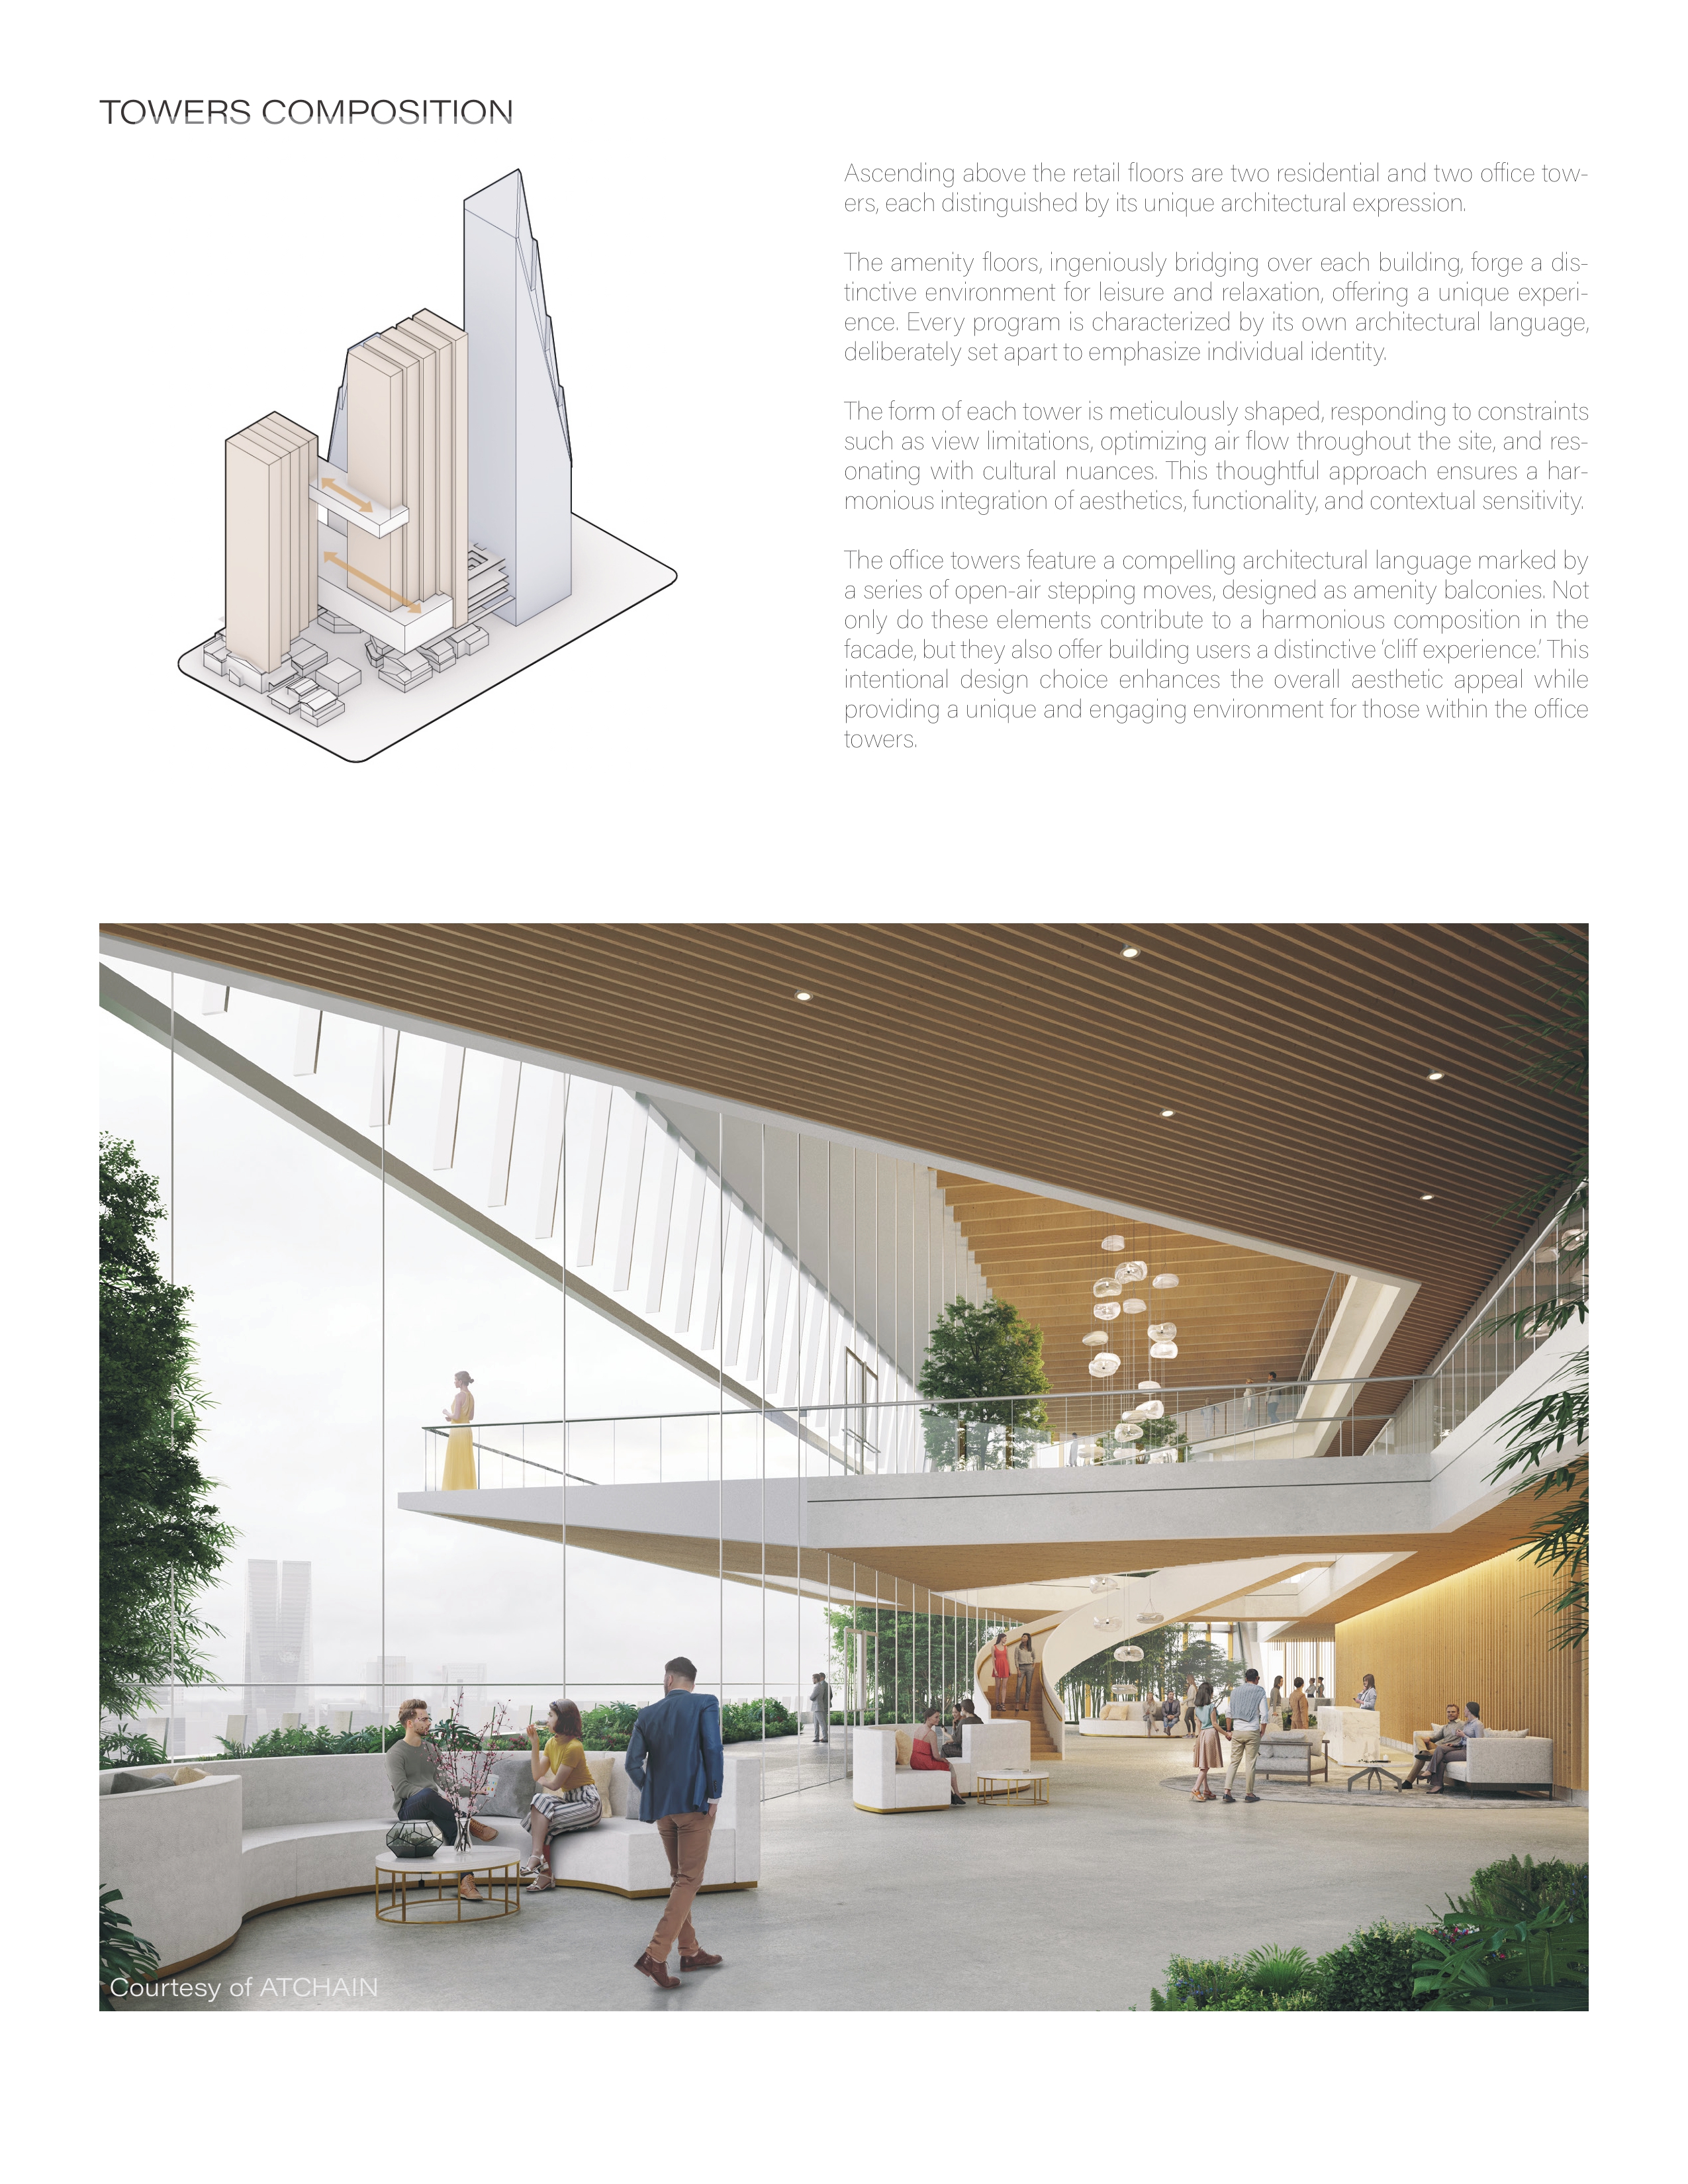 TOWERS COMPOSITION
Ascending above the retail floors are two residential and two office tow-
ers, each distinguished by its unique architectural expression.
The amenity floors, ingeniously bridging over each building, forge a dis-
tinctive environment for leisure and relaxation, offering a unique experi-
ence. Every program is characterized by its own architectural language,
deliberately set apart to emphasize individual identity.
The form of each tower is meticulously shaped, responding to constraints
such as view limitations, optimizing air flow throughout the site, and res-
onating with cultural nuances. This thoughtful approach ensures a har-
monious integration of aesthetics, functionality, and contextual sensitivity.
The office towers feature a compelling architectural language marked by
a series of open-air stepping moves, designed as amenity balconies. Not
only do these elements contribute to a harmonious composition in the
facade, but they also offer building users a distinctive ‘cliff experience.’ This
intentional design choice enhances the overall aesthetic appeal while
providing a unique and engaging environment for those within the office
towers.
Courtesy of ATCHAIN